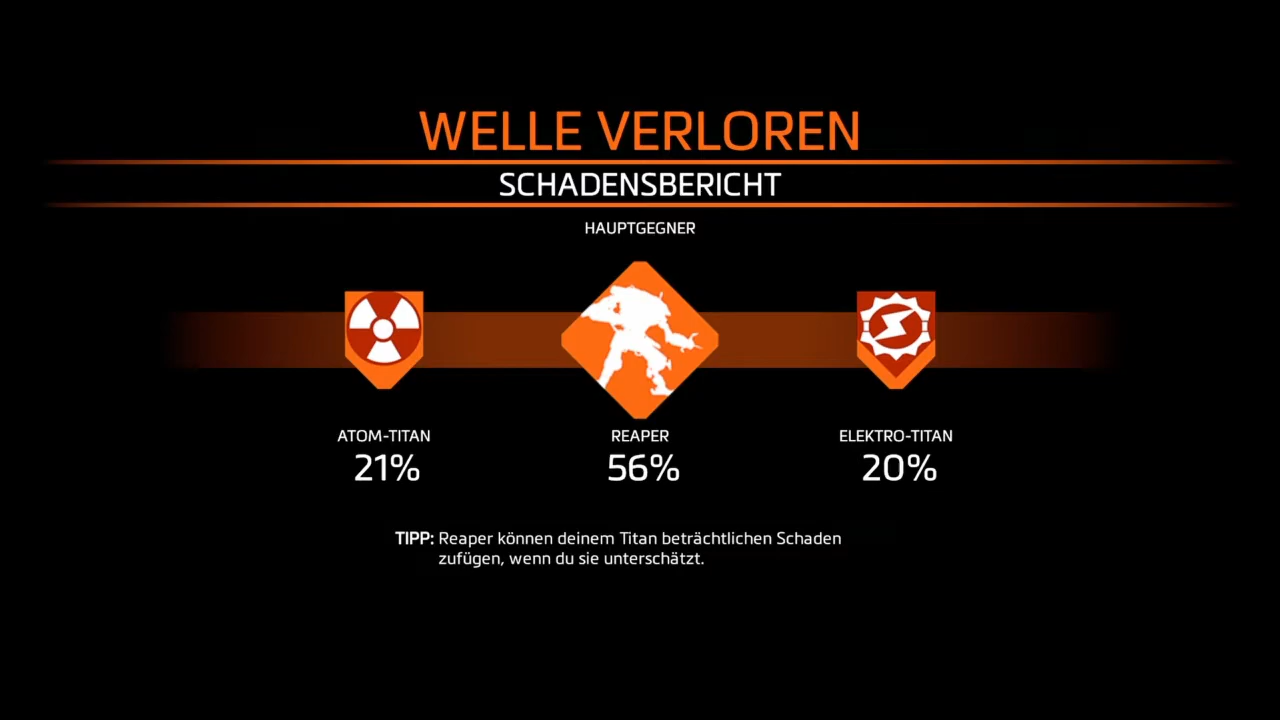 WELLE VERLOREN
SCHADENSBERICHT
HAUPTGEGNER
ATOM-TITAN
21%
REAPER
56%
ELEKTRO-TITAN
20%
TIPP: Reaper können deinem Titan beträchtlichen Schaden
zufügen, wenn du sie unterschätzt.